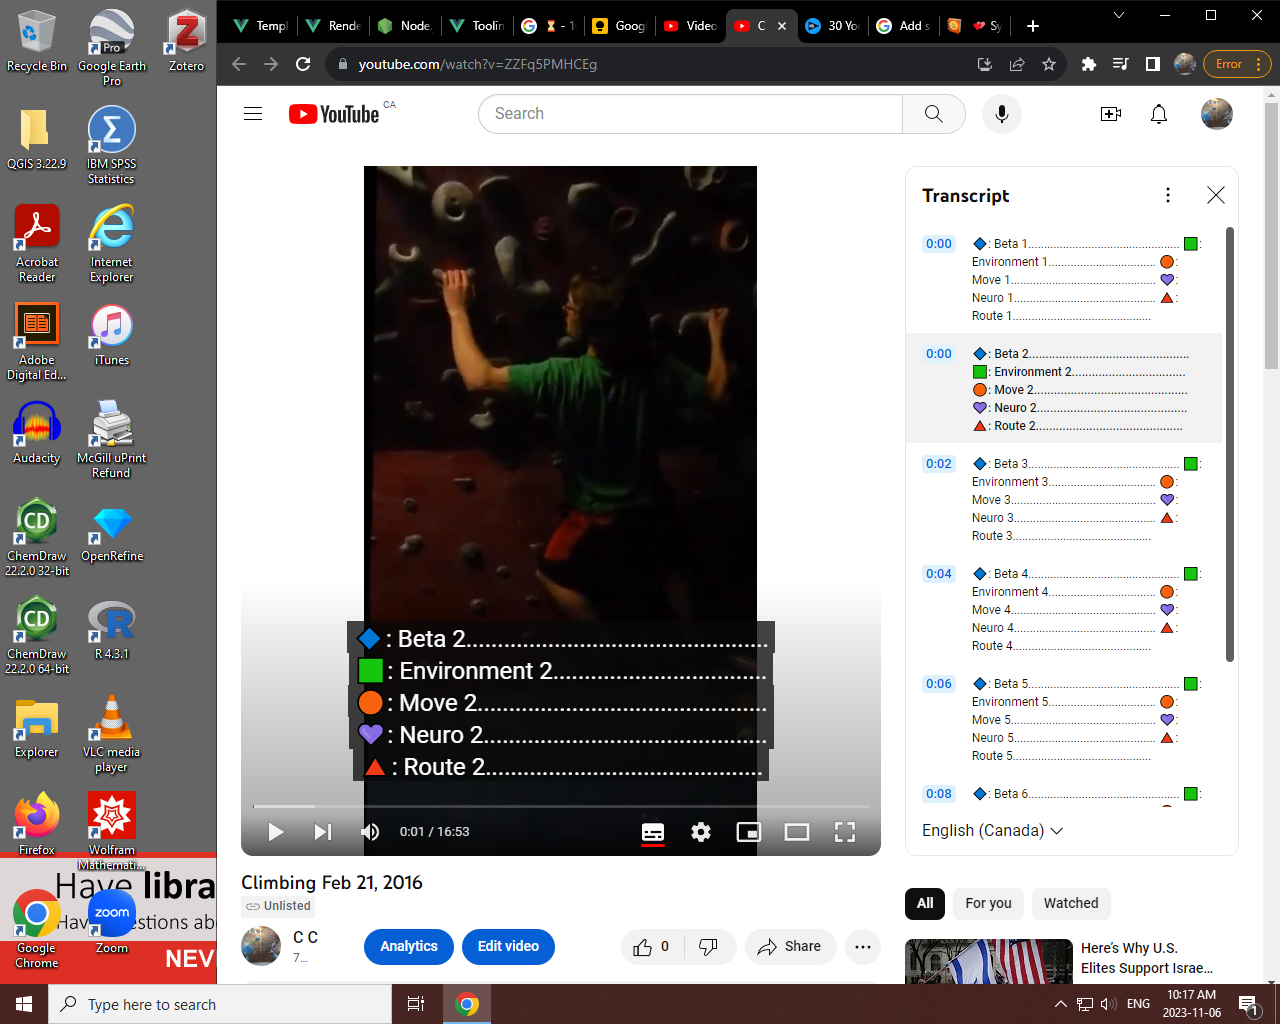 Recycle Bin
Google Earth Pro
Zotero
QGIS 3.22.9
IBM SPSS Statistics
Acrobat Reader
Internet Explorer
Adobe Digital Ed...
iTunes
Audacity
McGill uPrint Refund
ChemDraw 22.2.0 32-bit
OpenRefine
ChemDraw 22.2.0 64-bit
R 4.3.1
Explorer
VLC media player
Firefox
Wolfram Mathemati...
Google Chrome
Zoom
Have libra
Have
estions abo
NEV
Templ
Rende
Node.
Toolin
Goog
Video
C
30 You
Add s
Sy
youtube.com/watch?v=ZZFq5PMHCEg
Error
YouTube CA
Search
: Beta 2...............................................
: Environment 2..................................
: Move 2.............................................
: Neuro 2............................................
: Route 2...........................................
0:01 / 16:53
Climbing Feb 21, 2016
Unlisted
C C
7...
Analytics
Edit video
0
Share
Transcript
0:00
: Beta 1................................................... :
Environment 1.................................... :
Move 1................................................ :
Neuro 1............................................... :
Route 1...............................................
0:00
: Beta 2...............................................
: Environment 2..................................
: Move 2.............................................
: Neuro 2............................................
: Route 2...........................................
0:02
: Beta 3................................................... :
Environment 3.................................... :
Move 3................................................ :
Neuro 3............................................... :
Route 3...............................................
0:04
: Beta 4................................................... :
Environment 4.................................... :
Move 4................................................ :
Neuro 4............................................... :
Route 4...............................................
0:06
: Beta 5................................................... :
Environment 5.................................... :
Move 5................................................ :
Neuro 5............................................... :
Route 5...............................................
0:08
: Beta 6................................................... :
English (Canada)
All
For you
Watched
Here's Why U.S.
Elites Support Israe...
Type here to search
ENG
10:17 AM
2023-11-06
1